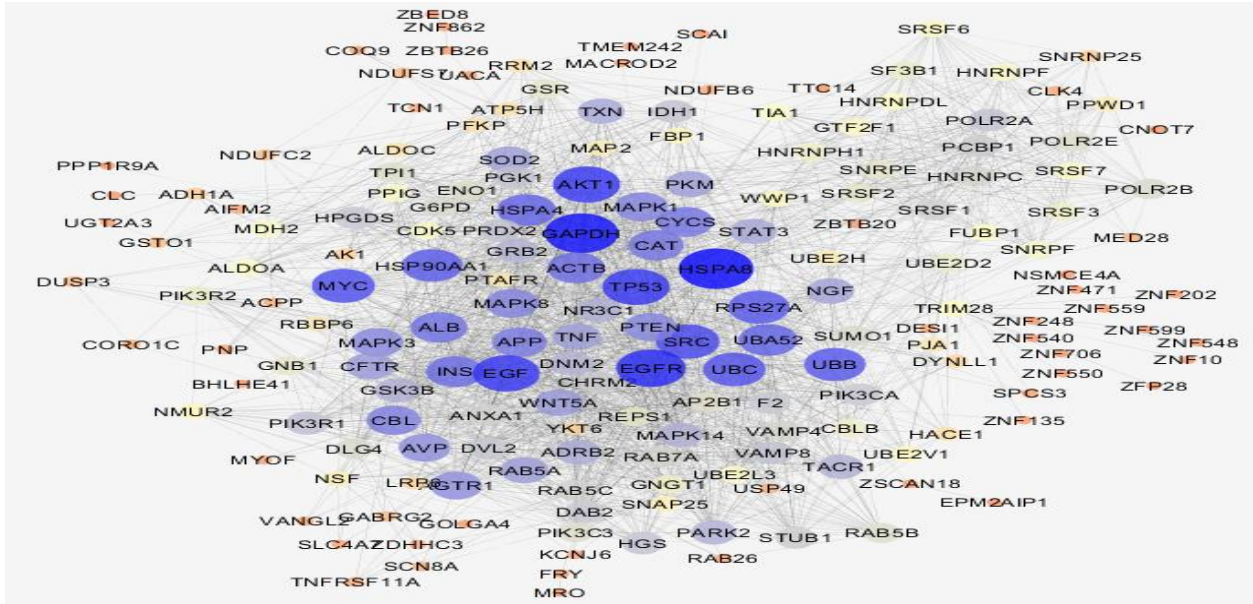 ZBED8
ZNF862
COQ9
ZBTB26
NDUFS7
UACA
RRM2
TMEM242
MACROD2
SCAI
GSR
NDUFB6
TTC14
SRSF6
SF3B1
HNRNPF
SNRNP25
CLK4
PPWD1
HNRNPDL
TCN1
ATP5H
PFKP
TXN
IDH1
TIA1
GTF2F1
POLR2A
POLR2E
CNOT7
NDUFC2
ALDOC
MAP2
FBP1
PCBP1
HNRNPH1
PPP1R9A
TPI1
SOD2
PGK1
SNRPE
HNRNPC
SRSF7
POLR2B
CLC
ADH1A
PPIG
ENO1
AKT1
PKM
WWP1
SRSF2
AIFM2
G6PD
HSPA4
MAPK1
SRSF1
SRSF3
UGT2A3
HPGDS
CYCS
ZBTB20
MDH2
CDK5
PRDX2
GAPDH
STAT3
FUBP1
MED28
GSTO1
AK1
GRB2
CAT
SNRPF
UBE2H
UBE2D2
ALDOA
HSP90AA1
ACTB
HSPA8
NSMCE4A
DUSP3
MYC
PTAFR
TP53
NGF
ZNF471
PIK3R2
ZNF202
ACPP
MAPK8
NR3C1
RPS27A
TRIM28
ZNF559
RBBP6
ZNF248
CORO1C
ALB
PTEN
DESI1
ZNF599
PNP
MAPK3
APP
TNF
SRC
UBA52
SUMO1
PJA1
ZNF540
ZNF548
GNB1
CFTR
DNM2
ZNF706
ZNF10
INS
EGF
EGFR
UBC
UBB
DYNLL1
ZNF550
BHLHE41
CHRM2
ZFP28
GSK3B
PIK3CA
SPCS3
NMUR2
WNT5A
AP2B1
F2
ANXA1
REPS1
PIK3R1
CBL
ZNF135
YKT6
MAPK14
VAMP4
CBLB
HACE1
DLG4
AVP
DVL2
ADRB2
RAB7A
VAMP8
UBE2V1
MYOF
RAB5A
TACR1
NSF
LRP6
AGTR1
UBE2L3
GNGT1
USP49
ZSCAN18
RAB5C
SNAP25
EPM2AIP1
VANGL2
GABRG2
GOLGA4
DAB2
PIK3C3
PARK2
STUB1
RAB5B
SLC4A7
ZDHHC3
HGS
KCNJ6
RAB26
SCN8A
FRY
TNFRSF11A
MRO